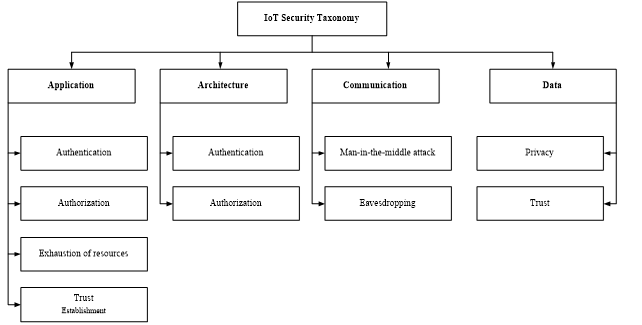 IoT Security Taxonomy
Application
Architecture
Communication
Data
Authentication
Authentication
Man-in-the-middle attack
Privacy
Authorization
Authorization
Eavesdropping
Trust
Exhaustion of resources
Trust
Establishment